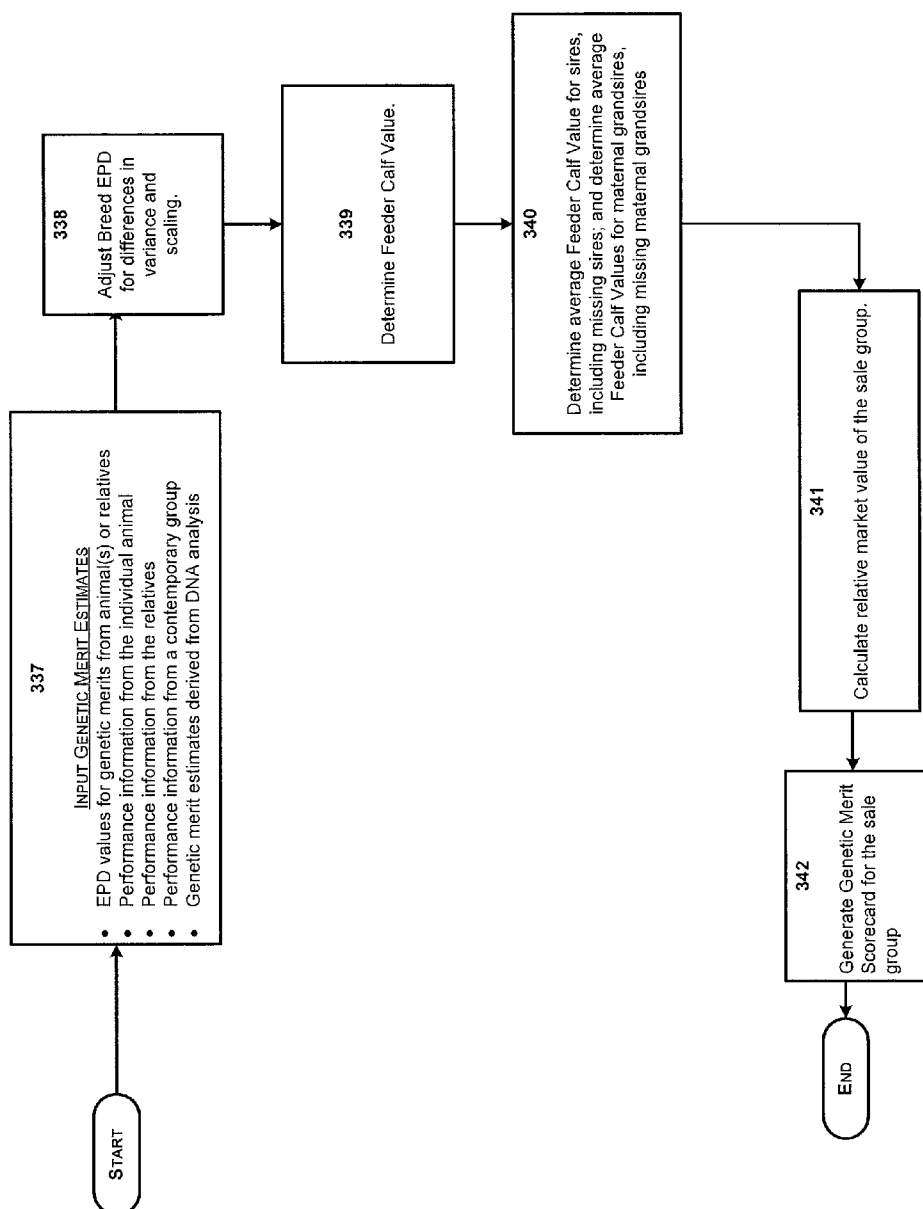 START
337
INPUT GENETIC MERIT ESTIMATES
• EPD values for genetic merits from animal(s) or relatives
• Performance information from the individual animal
• Performance information from the relatives
• Performance information from a contemporary group
• Genetic merit estimates derived from DNA analysis
338
Adjust Breed EPD
for differences in
variance and
scaling.
339
Determine Feeder Calf Value.
340
Determine average Feeder Calf Value for sires,
including missing sires; and determine average
Feeder Calf Values for maternal grandsires,
including missing maternal grandsires
341
Calculate relative market value of the sale group.
342
Generate Genetic Merit
Scorecard for the sale
group
END